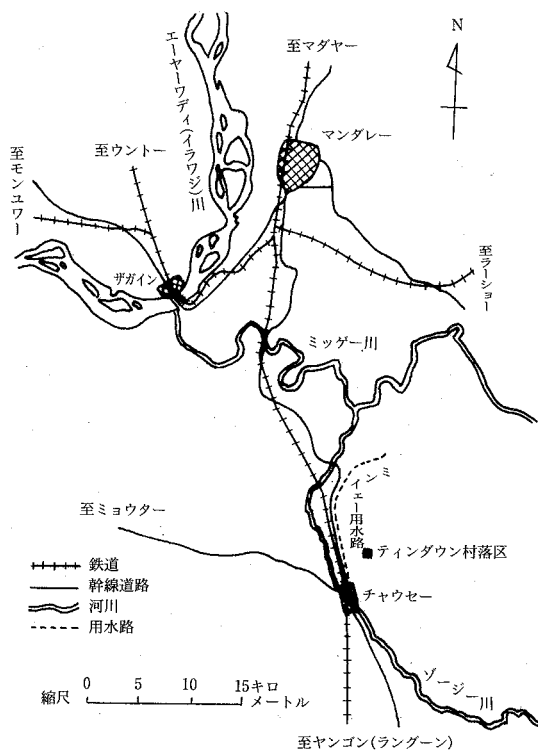 N
至マダヤー
エーヤーワディ(イラワジ)川
マンダレー
至ウントー
至モンユワー
ザガイン
至ラーショー
ミッゲー川
ミンイェー用水路
至ミョウター
ティンダウン村落区
チャウセー
ゾージー川
鉄道
幹線道路
河川
用水路
縮尺 0 5 10 15キロメートル
至ヤンゴン(ラングーン)